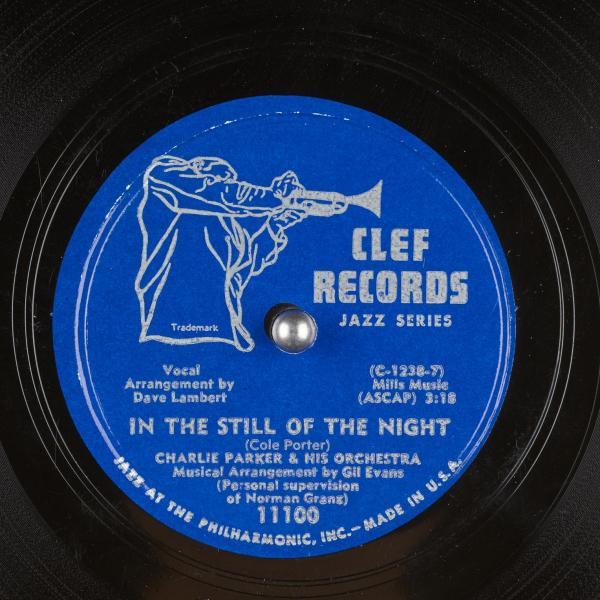 CLEF
RECORDS
JAZZ SERIES
Trademark
Vocal
Arrangement by
Dave Lambert
(C-1238-7)
Mills Music
(ASCAP) 3:18
IN THE STILL OF THE NIGHT
(Cole Porter)
CHARLIE PARKER & HIS ORCHESTRA
Musical Arrangement by Gil Evans
(Personal supervision
of Norman Granz)
11100
JAZZ AT THE PHILHARMONIC, INC.—MADE IN U.S.A.